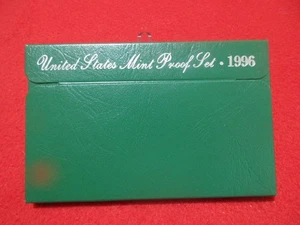 United States Mint Proof Set • 1996